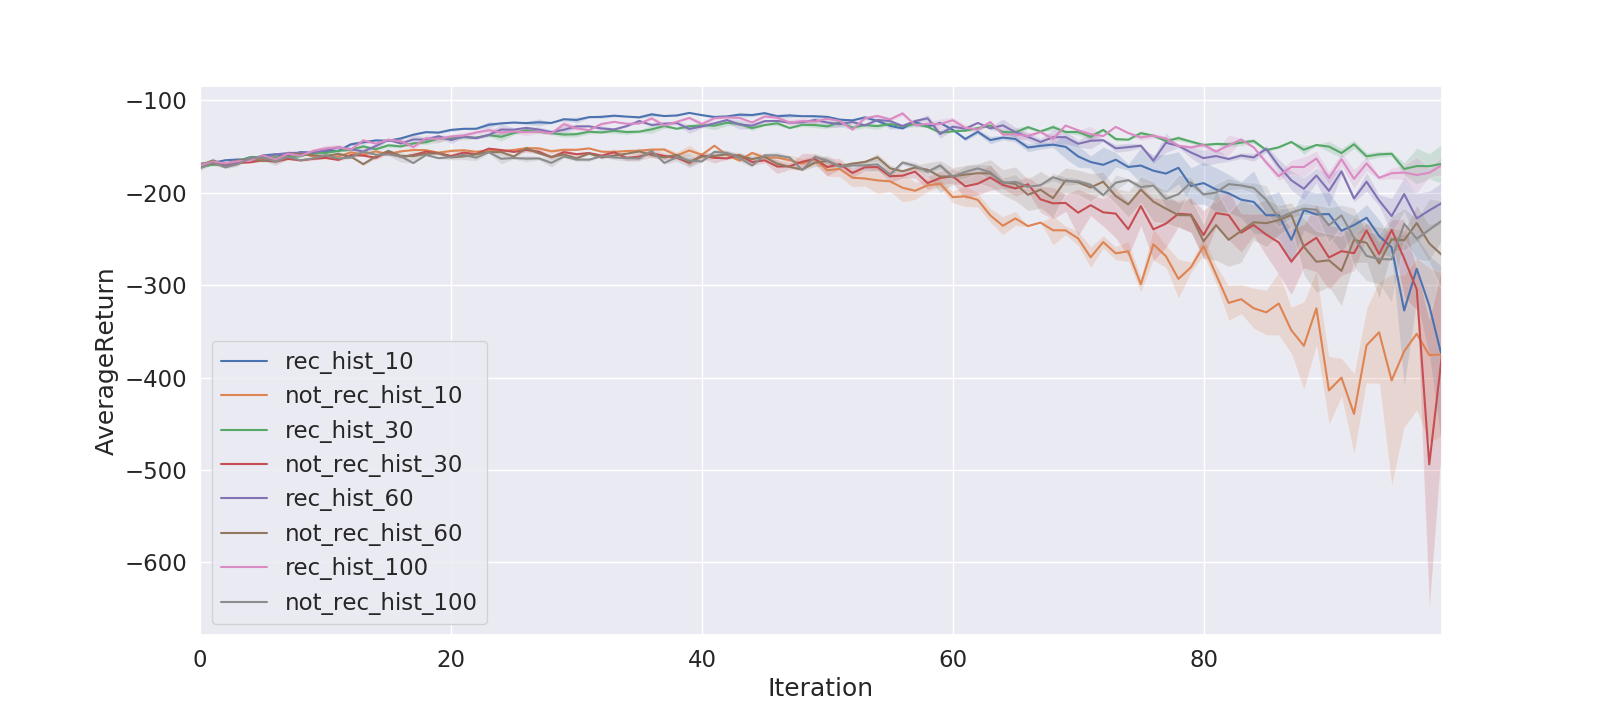 −100
−200
−300
−400
−500
−600
AverageReturn
rec_hist_10
not_rec_hist_10
rec_hist_30
not_rec_hist_30
rec_hist_60
not_rec_hist_60
rec_hist_100
not_rec_hist_100
0 20 40 60 80
Iteration